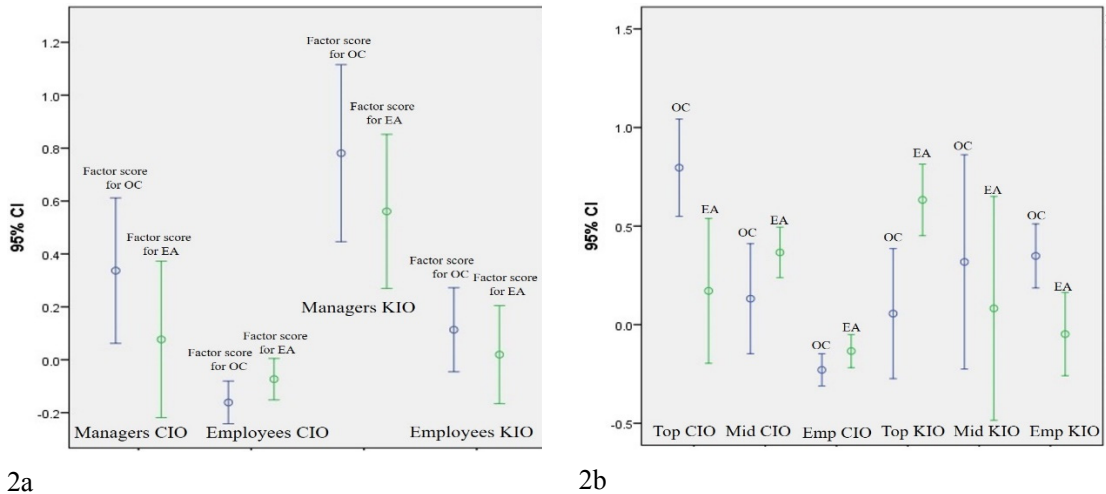 1.2
1.0
0.8
0.6
0.4
0.2
0.0
-0.2
95% CI
Factor score
for OC
Factor score
for EA
Managers CIO
Factor score
for OC
Factor score
for EA
Employees CIO
Factor score
for OC
Factor score
for EA
Managers KIO
Factor score
for OC
Factor score
for EA
Employees KIO
2a
1.5
1.0
0.5
0.0
-0.5
95% CI
OC
EA
OC
EA
OC
EA
OC
EA
OC
EA
OC
EA
Top CIO Mid CIO Emp CIO Top KIO Mid KIO Emp KIO
2b